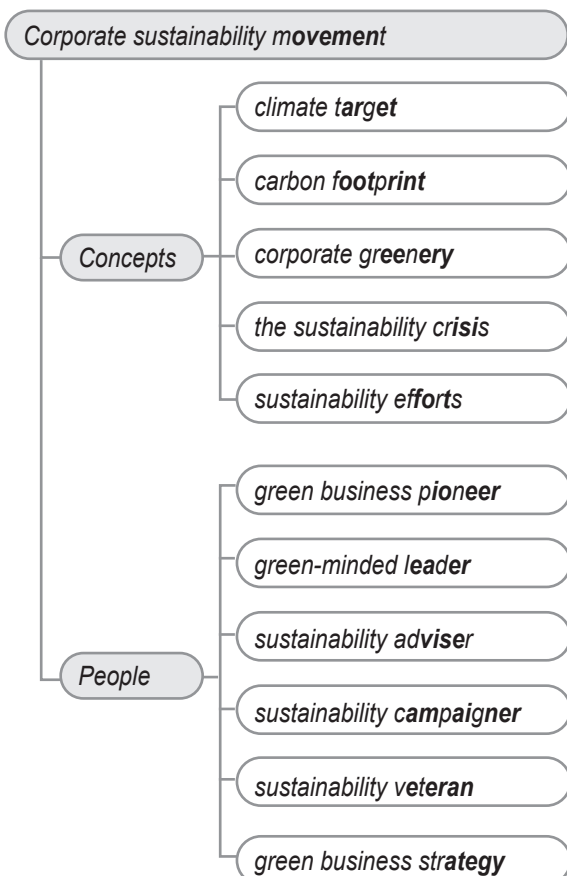 Corporate sustainability movement
climate target
carbon footprint
Concepts
corporate greenery
the sustainability crisis
sustainability efforts
green business pioneer
green-minded leader
sustainability adviser
People
sustainability campaigner
sustainability veteran
green business strategy